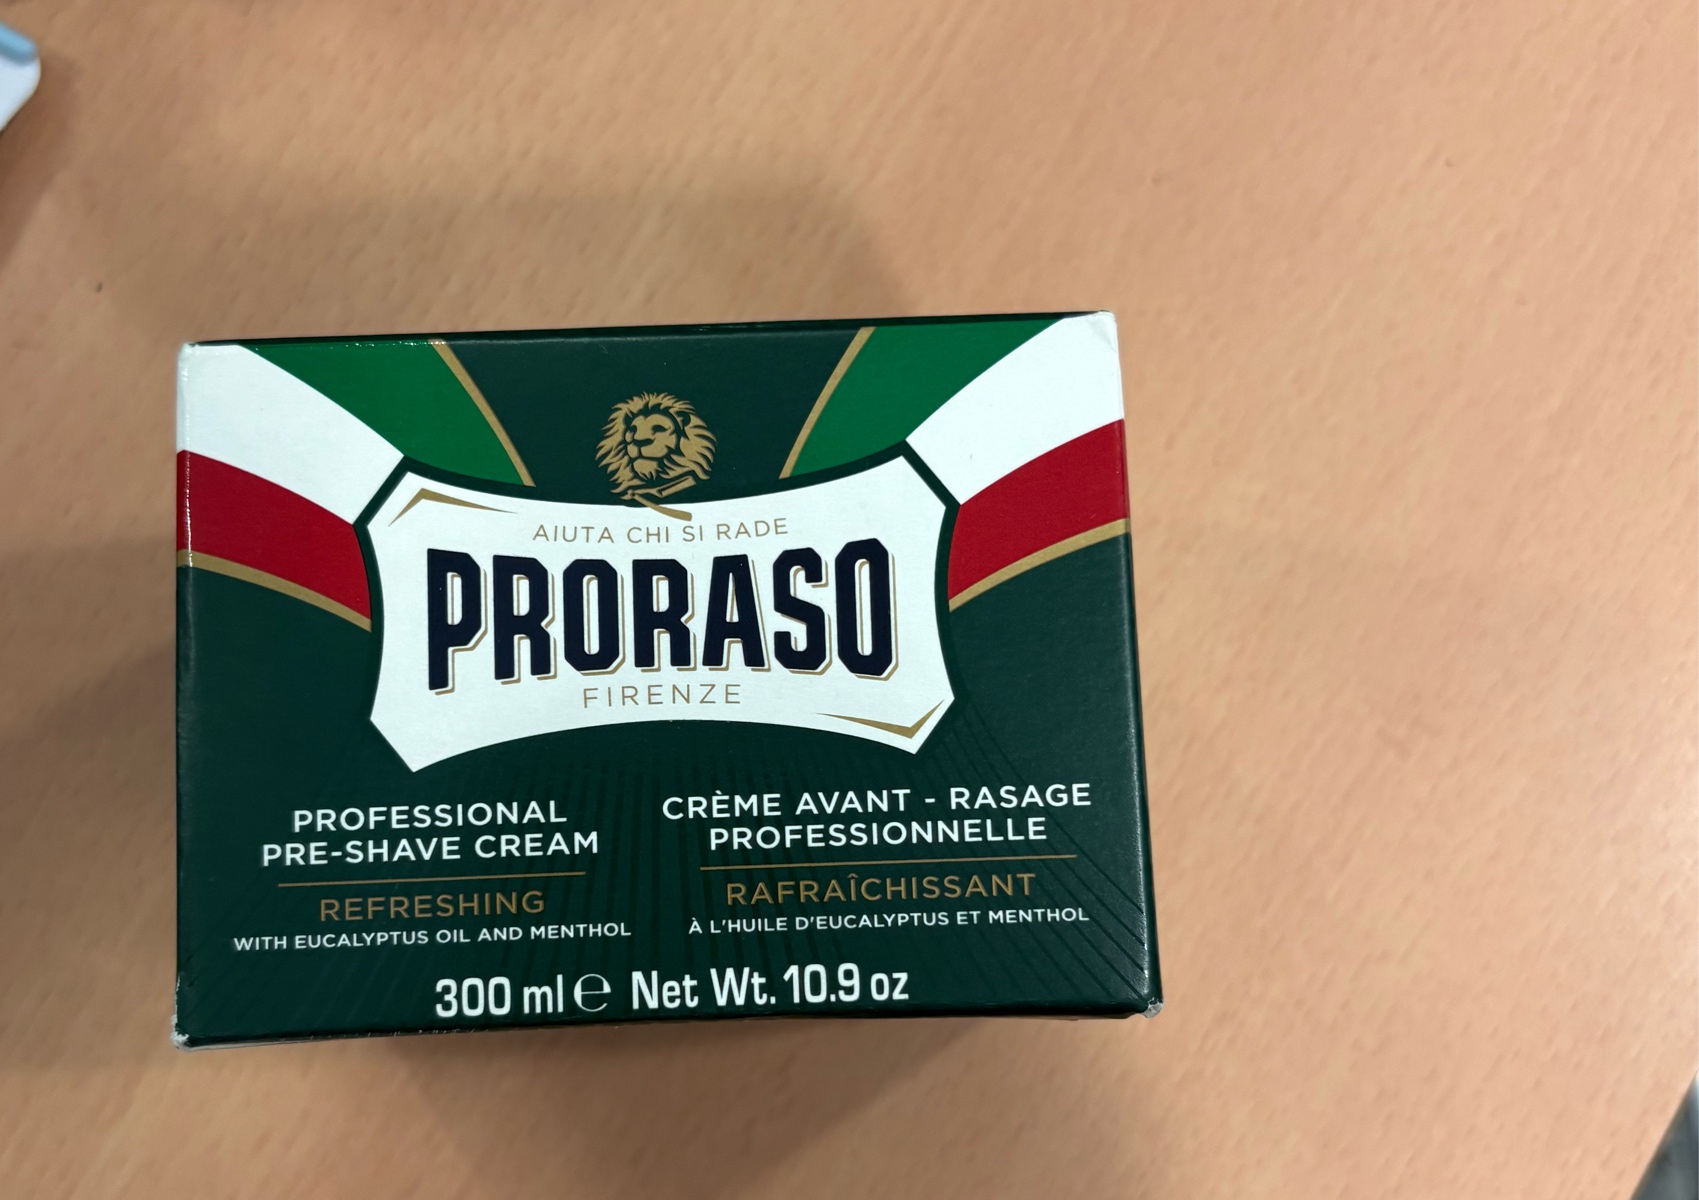 AIUTA CHI SI RADE
PRORASO
FIRENZE
PROFESSIONAL
PRE-SHAVE CREAM
REFRESHING
WITH EUCALYPTUS OIL AND MENTHOL
CRÈME AVANT - RASAGE
PROFESSIONNELLE
RAFRAÎCHISSANT
À L'HUILE D'EUCALYPTUS ET MENTHOL
300 ml ℮ Net Wt. 10.9 oz